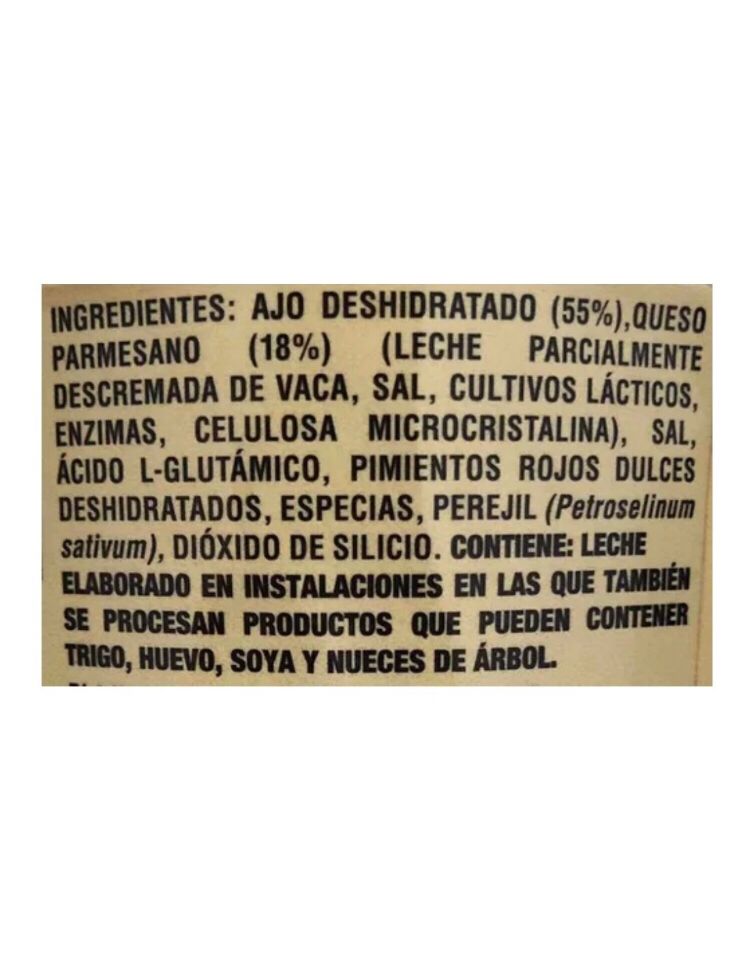 INGREDIENTES: AJO DESHIDRATADO (55%),QUESO
PARMESANO (18%) (LECHE PARCIALMENTE
DESCREMADA DE VACA, SAL, CULTIVOS LÁCTICOS,
ENZIMAS, CELULOSA MICROCRISTALINA), SAL,
ÁCIDO L-GLUTÁMICO, PIMIENTOS ROJOS DULCES
DESHIDRATADOS, ESPECIAS, PEREJIL (Petroselinum
sativum), DIÓXIDO DE SILICIO. CONTIENE: LECHE
ELABORADO EN INSTALACIONES EN LAS QUE TAMBIÉN
SE PROCESAN PRODUCTOS QUE PUEDEN CONTENER
TRIGO, HUEVO, SOYA Y NUECES DE ÁRBOL.